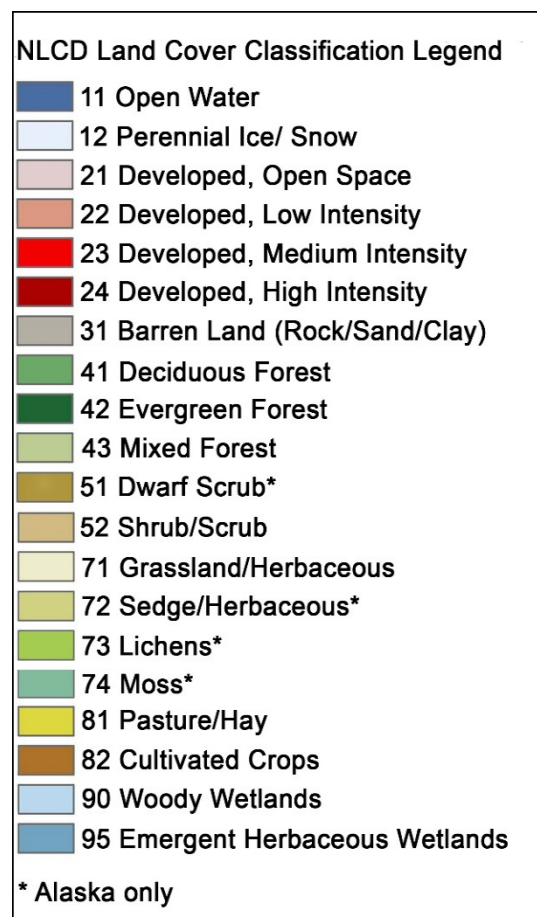 NLCD Land Cover Classification Legend
11 Open Water
12 Perennial Ice/ Snow
21 Developed, Open Space
22 Developed, Low Intensity
23 Developed, Medium Intensity
24 Developed, High Intensity
31 Barren Land (Rock/Sand/Clay)
41 Deciduous Forest
42 Evergreen Forest
43 Mixed Forest
51 Dwarf Scrub*
52 Shrub/Scrub
71 Grassland/Herbaceous
72 Sedge/Herbaceous*
73 Lichens*
74 Moss*
81 Pasture/Hay
82 Cultivated Crops
90 Woody Wetlands
95 Emergent Herbaceous Wetlands
* Alaska only